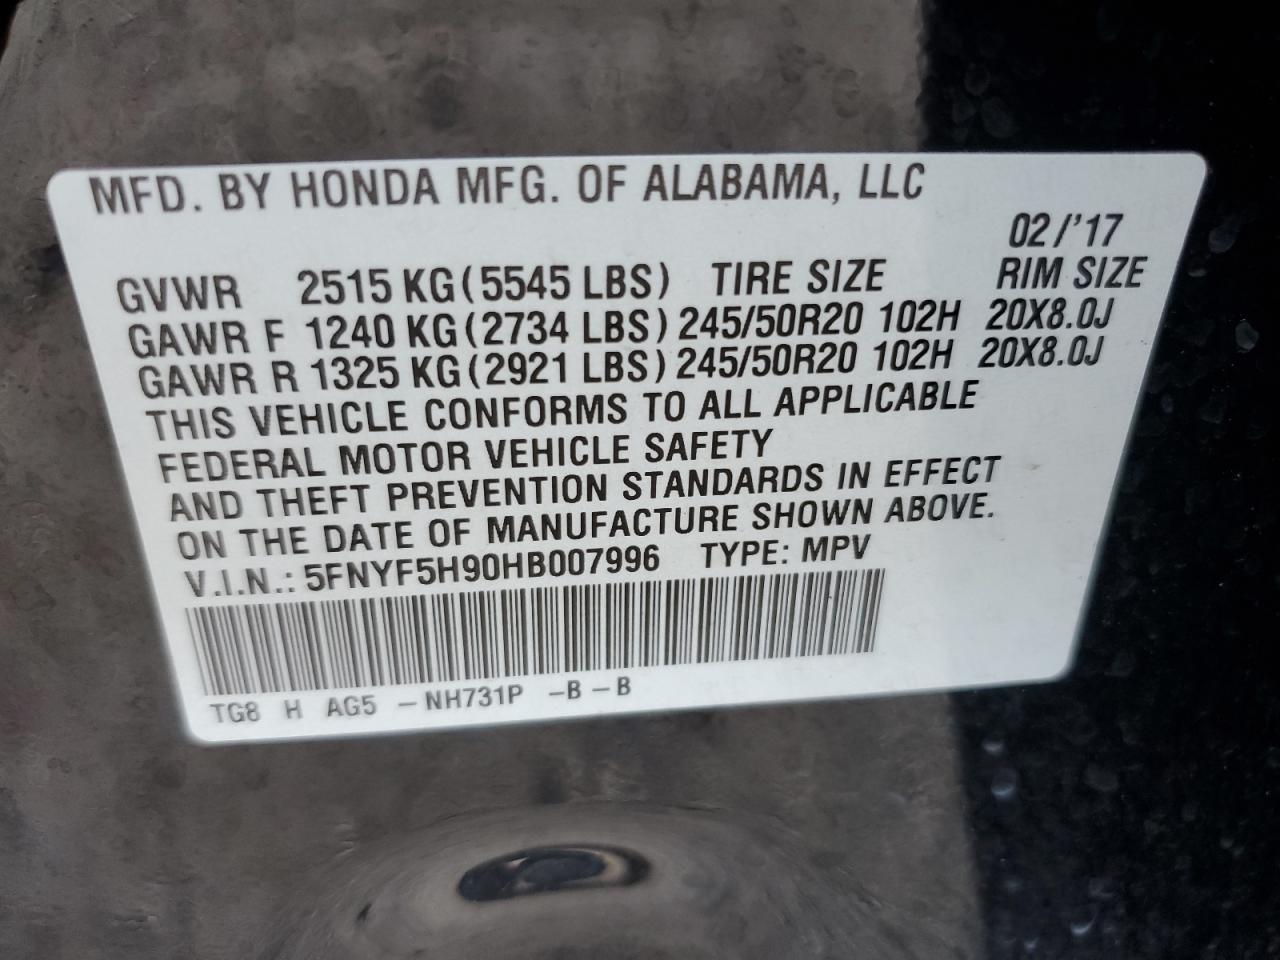 MFD. BY HONDA MFG. OF ALABAMA, LLC
02/'17
GVWR 2515 KG (5545 LBS) TIRE SIZE RIM SIZE
GAWR F 1240 KG (2734 LBS) 245/50R20 102H 20X8.0J
GAWR R 1325 KG (2921 LBS) 245/50R20 102H 20X8.0J
THIS VEHICLE CONFORMS TO ALL APPLICABLE
FEDERAL MOTOR VEHICLE SAFETY
AND THEFT PREVENTION STANDARDS IN EFFECT
ON THE DATE OF MANUFACTURE SHOWN ABOVE.
V.I.N.: 5FNYF5H90HB007996 TYPE: MPV
TG8 H AG5 - NH731P - B - B